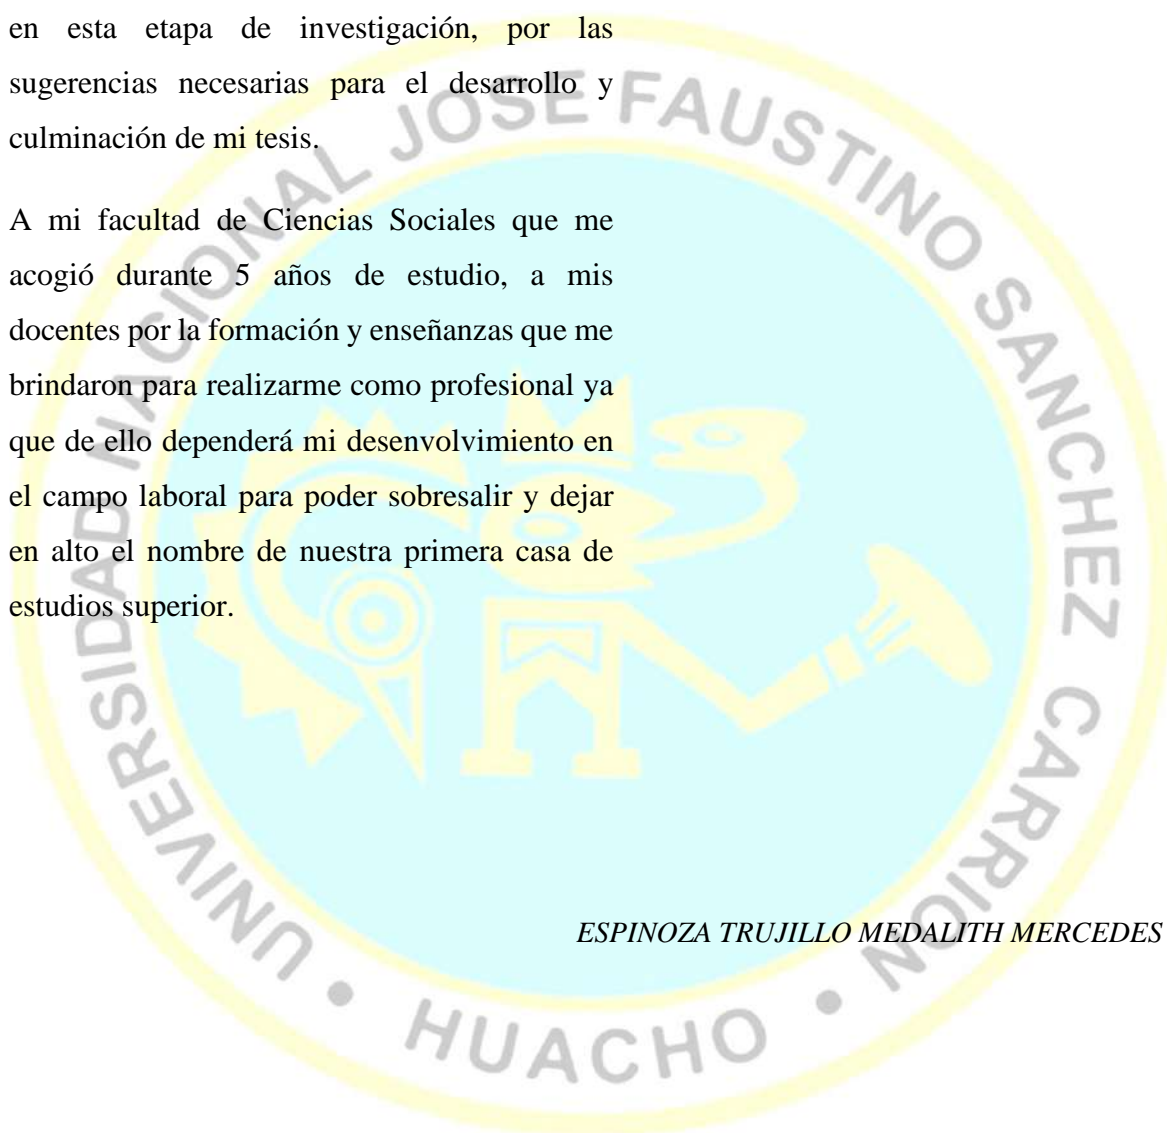 en esta etapa de investigación, por las
sugerencias necesarias para el desarrollo y
culminación de mi tesis.
A mi facultad de Ciencias Sociales que me
acogió durante 5 años de estudio, a mis
docentes por la formación y enseñanzas que me
brindaron para realizarme como profesional ya
que de ello dependerá mi desenvolvimiento en
el campo laboral para poder sobresalir y dejar
en alto el nombre de nuestra primera casa de
estudios superior.
ESPINOZA TRUJILLO MEDALITH MERCEDES
UNIVERSIDAD NACIONAL JOSE FAUSTINO SANCHEZ CARRION
• HUACHO •